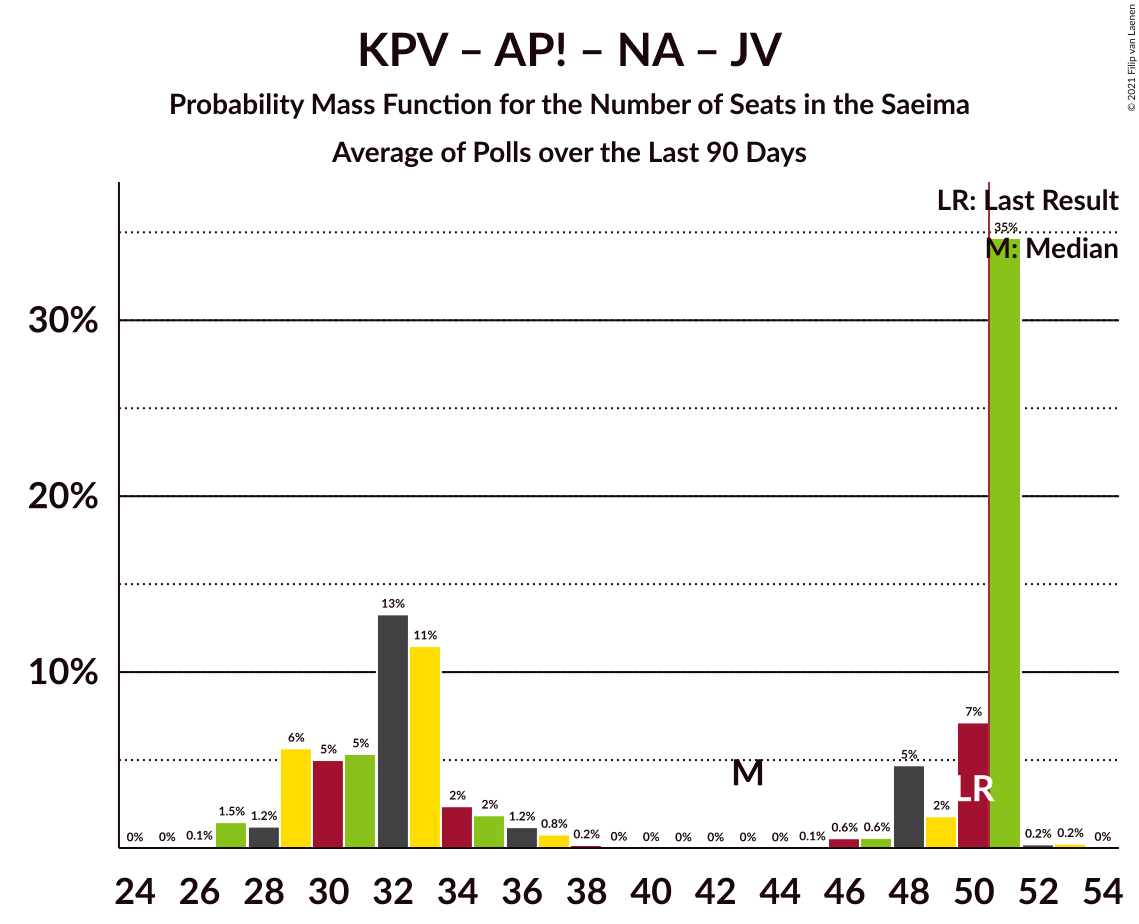 KPV – AP! – NA – JV
Probability Mass Function for the Number of Seats in the Saeima
Average of Polls over the Last 90 Days
© 2021 Filip van Laenen
LR: Last Result
M: Median
35%
30%
20%
13%
11%
10%
7%
6%
5%
5%
5%
M
LR
2%
2%
2%
1.5%
1.2%
1.2%
0.8%
0.6%
0.6%
0% 0% 0.1% 0.2% 0% 0% 0% 0% 0% 0% 0.1% 0.2% 0.2% 0%
24 26 28 30 32 34 36 38 40 42 44 46 48 50 52 54